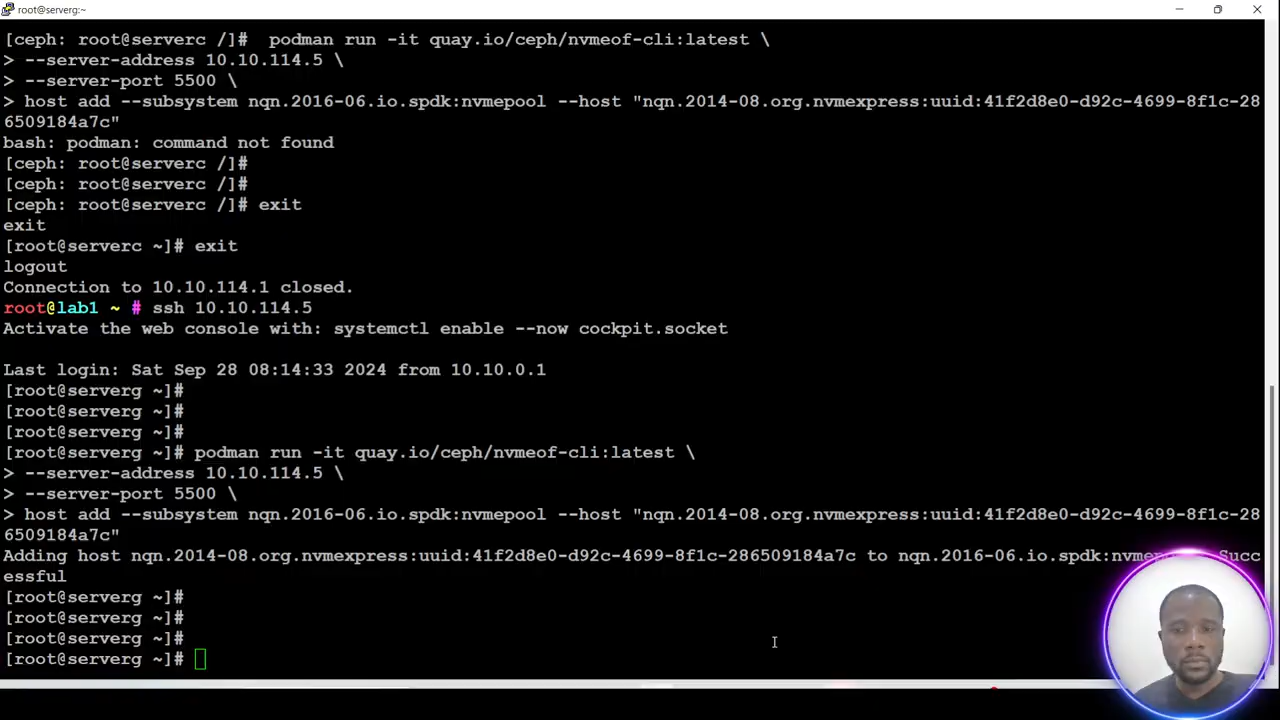 root@serverg:~
[ceph: root@serverc /]#  podman run -it quay.io/ceph/nvmeof-cli:latest \
> --server-address 10.10.114.5 \
> --server-port 5500 \
> host add --subsystem nqn.2016-06.io.spdk:nvmepool --host "nqn.2014-08.org.nvmexpress:uuid:41f2d8e0-d92c-4699-8f1c-28
6509184a7c"
bash: podman: command not found
[ceph: root@serverc /]#
[ceph: root@serverc /]#
[ceph: root@serverc /]# exit
exit
[root@serverc ~]# exit
logout
Connection to 10.10.114.1 closed.
root@lab1 ~ # ssh 10.10.114.5
Activate the web console with: systemctl enable --now cockpit.socket
Last login: Sat Sep 28 08:14:33 2024 from 10.10.0.1
[root@serverg ~]#
[root@serverg ~]#
[root@serverg ~]#
[root@serverg ~]# podman run -it quay.io/ceph/nvmeof-cli:latest \
> --server-address 10.10.114.5 \
> --server-port 5500 \
> host add --subsystem nqn.2016-06.io.spdk:nvmepool --host "nqn.2014-08.org.nvmexpress:uuid:41f2d8e0-d92c-4699-8f1c-28
6509184a7c"
Adding host nqn.2014-08.org.nvmexpress:uuid:41f2d8e0-d92c-4699-8f1c-286509184a7c to Succ
essful
[root@serverg ~]#
[root@serverg ~]#
[root@serverg ~]#
[root@serverg ~]#